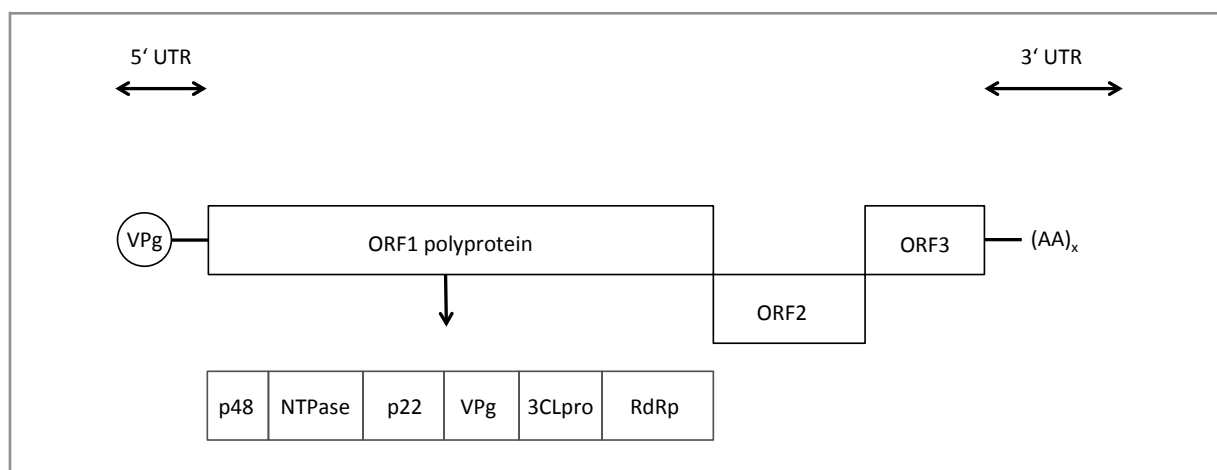 5‘ UTR
3‘ UTR
VPg
ORF1 polyprotein
ORF3
(AA)x
ORF2
p48
NTPase
p22
VPg
3CLpro
RdRp